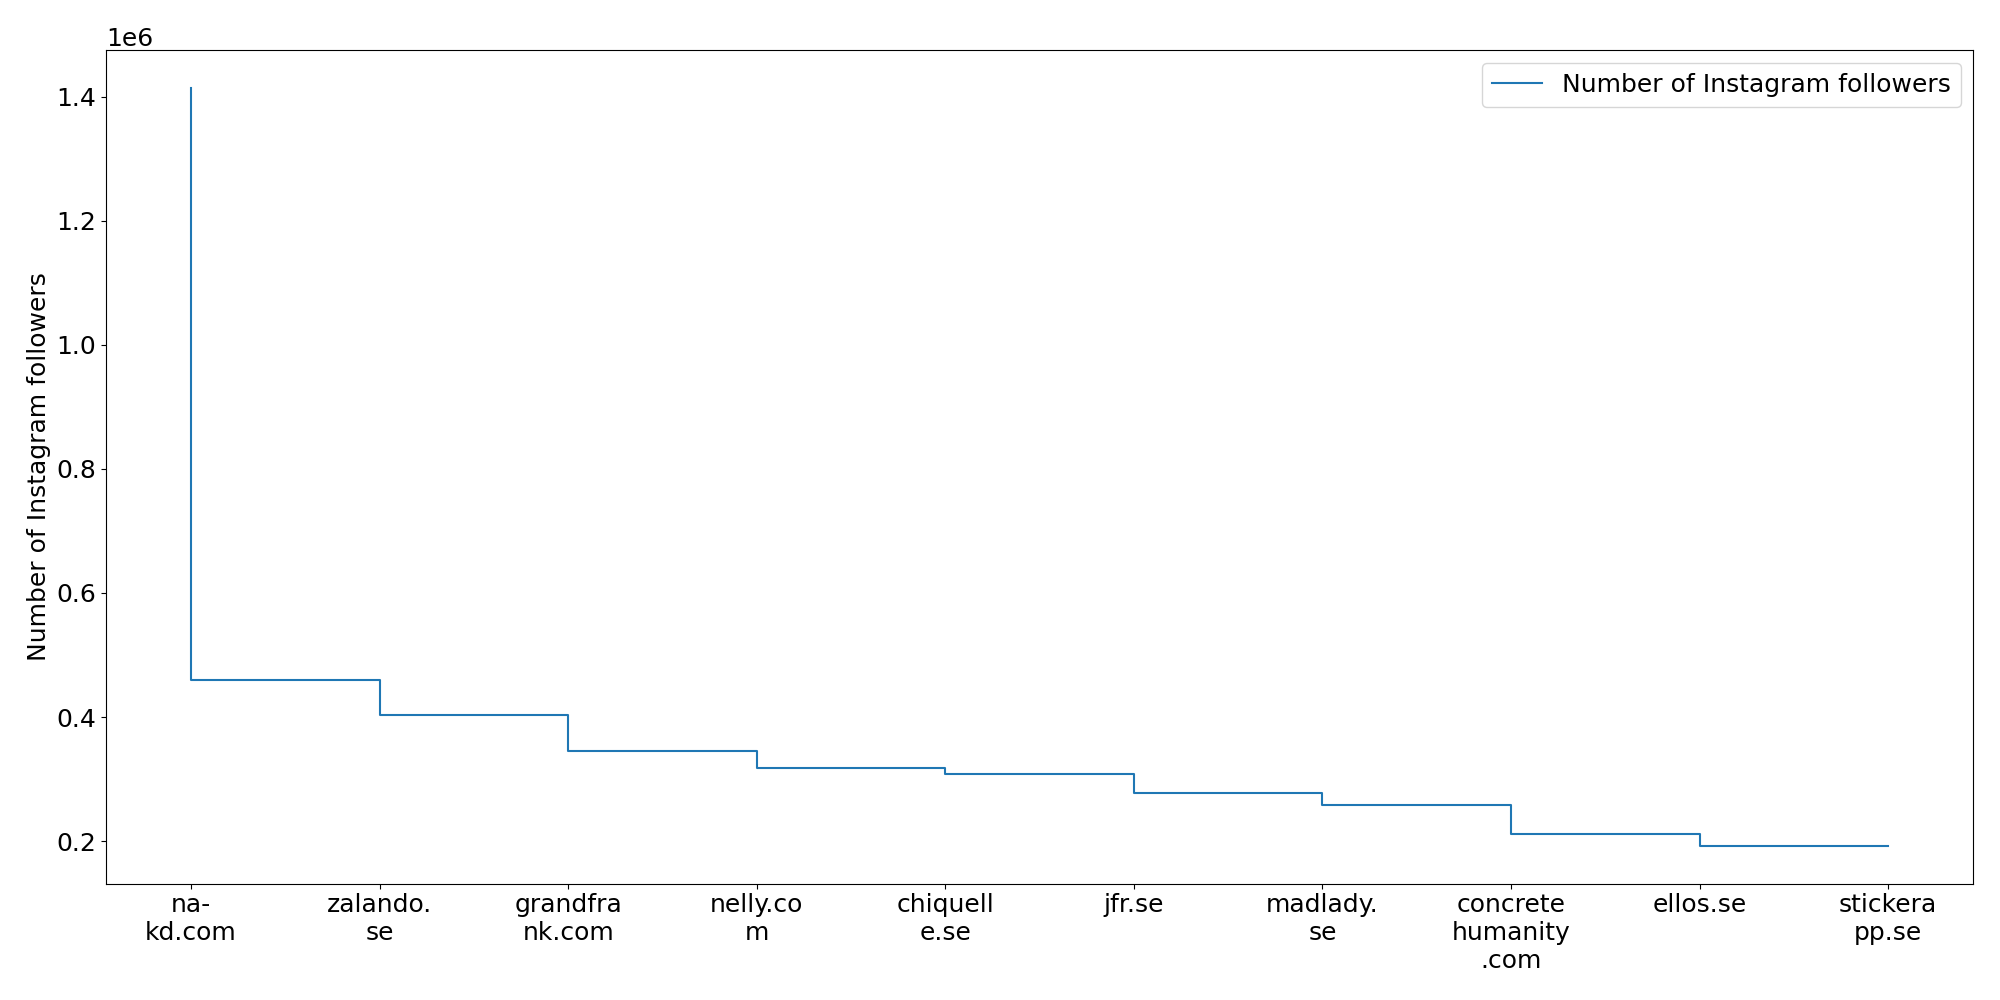 1e6
Number of Instagram followers
1.4
1.2
1.0
0.8
0.6
0.4
0.2
Number of Instagram followers
na-
kd.com
zalando.
se
grandfra
nk.com
nelly.co
m
chiquell
e.se
jfr.se
madlady.
se
concrete
humanity
.com
ellos.se
stickera
pp.se